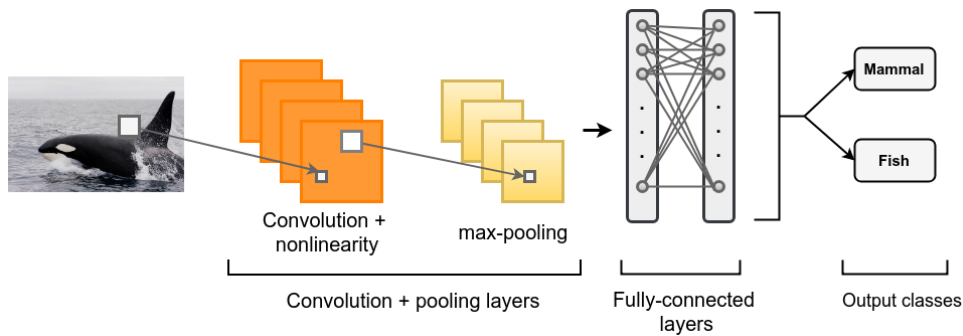 Mammal
Fish
Convolution +
nonlinearity
max-pooling
Convolution + pooling layers
Fully-connected
layers
Output classes